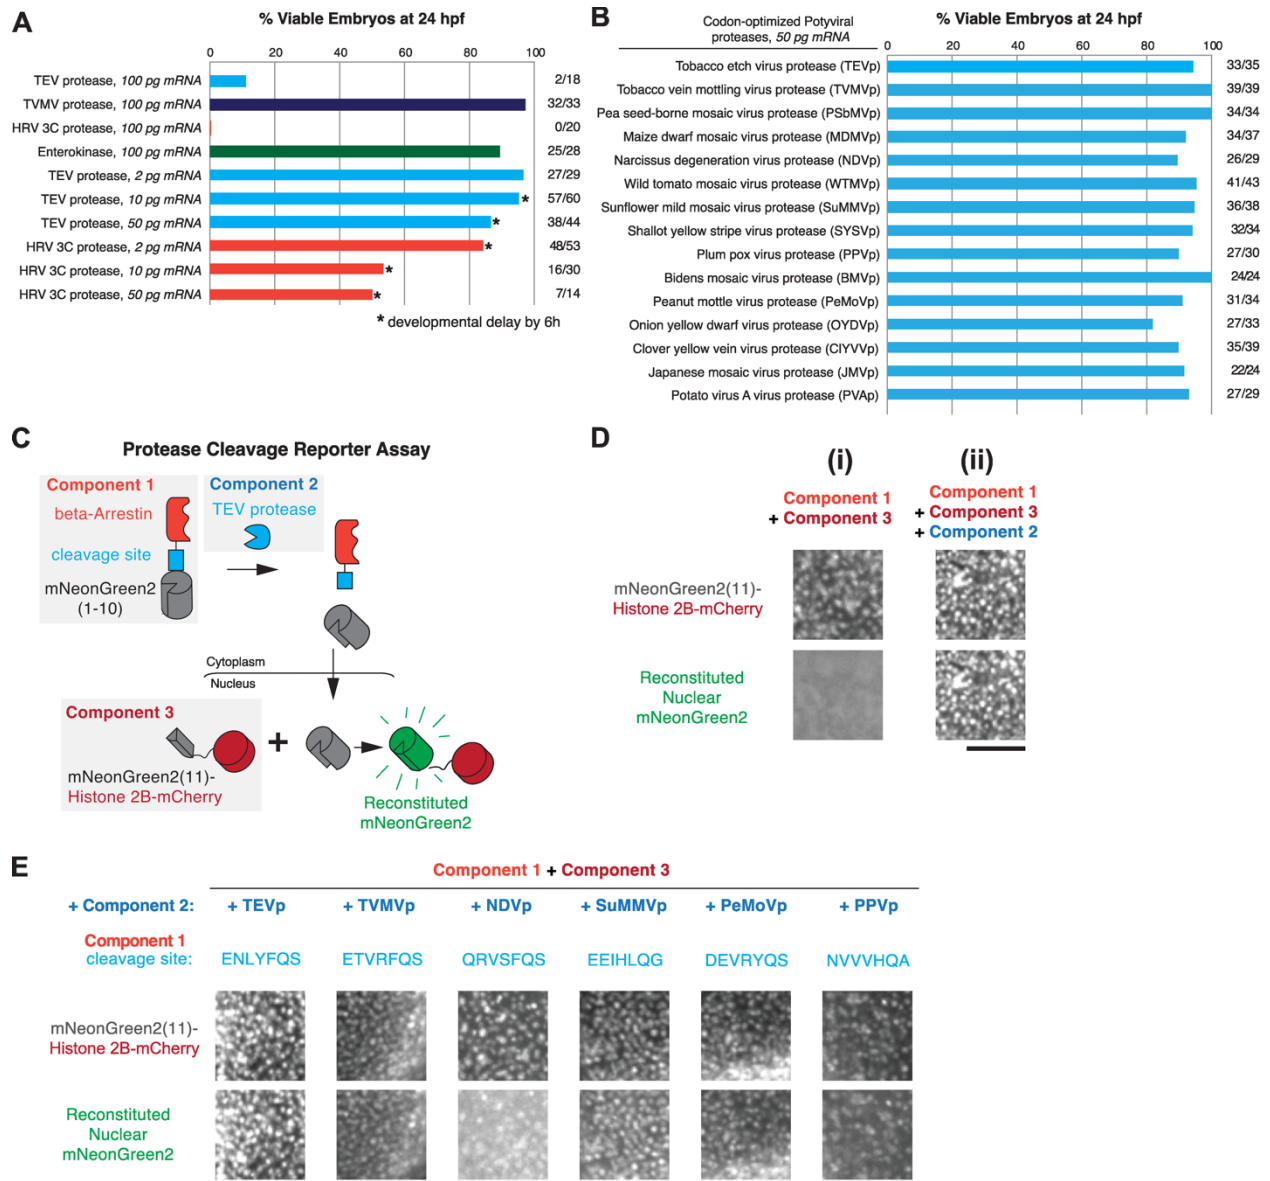 A
% Viable Embryos at 24 hpf
0 20 40 60 80 100
TEV protease, 100 pg mRNA 2/18
TVMV protease, 100 pg mRNA 32/33
HRV 3C protease, 100 pg mRNA 0/20
Enterokinase, 100 pg mRNA 25/28
TEV protease, 2 pg mRNA 27/29
TEV protease, 10 pg mRNA * 57/60
TEV protease, 50 pg mRNA * 38/44
HRV 3C protease, 2 pg mRNA * 48/53
HRV 3C protease, 10 pg mRNA * 16/30
HRV 3C protease, 50 pg mRNA * 7/14
* developmental delay by 6h
B
Codon-optimized Potyviral
proteases, 50 pg mRNA
% Viable Embryos at 24 hpf
0 20 40 60 80 100
Tobacco etch virus protease (TEVp) 33/35
Tobacco vein mottling virus protease (TVMVp) 39/39
Pea seed-borne mosaic virus protease (PSbMVp) 34/34
Maize dwarf mosaic virus protease (MDMVp) 34/37
Narcissus degeneration virus protease (NDVp) 26/29
Wild tomato mosaic virus protease (WTMVp) 41/43
Sunflower mild mosaic virus protease (SuMMVp) 36/38
Shallot yellow stripe virus protease (SYSVp) 32/34
Plum pox virus protease (PPVp) 27/30
Bidens mosaic virus protease (BMVp) 24/24
Peanut mottle virus protease (PeMoVp) 31/34
Onion yellow dwarf virus protease (OYDVp) 27/33
Clover yellow vein virus protease (ClYVVp) 35/39
Japanese mosaic virus protease (JMVp) 22/24
Potato virus A virus protease (PVAp) 27/29
C
Protease Cleavage Reporter Assay
Component 1
beta-Arrestin
cleavage site
mNeonGreen2
(1-10)
Component 2
TEV protease
Cytoplasm
Nucleus
Component 3
+
mNeonGreen2(11)-
Histone 2B-mCherry
Reconstituted
mNeonGreen2
D
(i) (ii)
Component 1
+ Component 3
Component 1
+ Component 3
+ Component 2
mNeonGreen2(11)-
Histone 2B-mCherry
Reconstituted
Nuclear
mNeonGreen2
E
Component 1 + Component 3
+ Component 2: + TEVp + TVMVp + NDVp + SuMMVp + PeMoVp + PPVp
Component 1
cleavage site: ENLYFQS ETVRFQS QRVSFQS EEIHLQG DEVRYQS NVVVHQA
mNeonGreen2(11)-
Histone 2B-mCherry
Reconstituted
Nuclear
mNeonGreen2